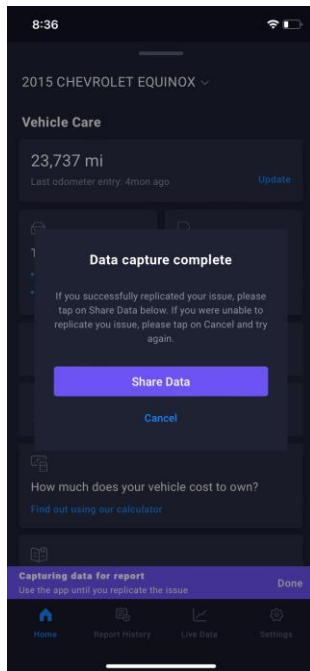 8:36
2015 CHEVROLET EQUINOX
Vehicle Care
23,737 mi
Last odometer entry: 4mon ago
Update
T
Data capture complete
If you successfully replicated your issue, please
tap on Share Data below. If you were unable to
replicate you issue, please tap on Cancel and try
again.
Share Data
Cancel
How much does your vehicle cost to own?
Find out using our calculator
Capturing data for report
Use the app until you replicate the issue
Done
Home
Report History
Live Data
Settings